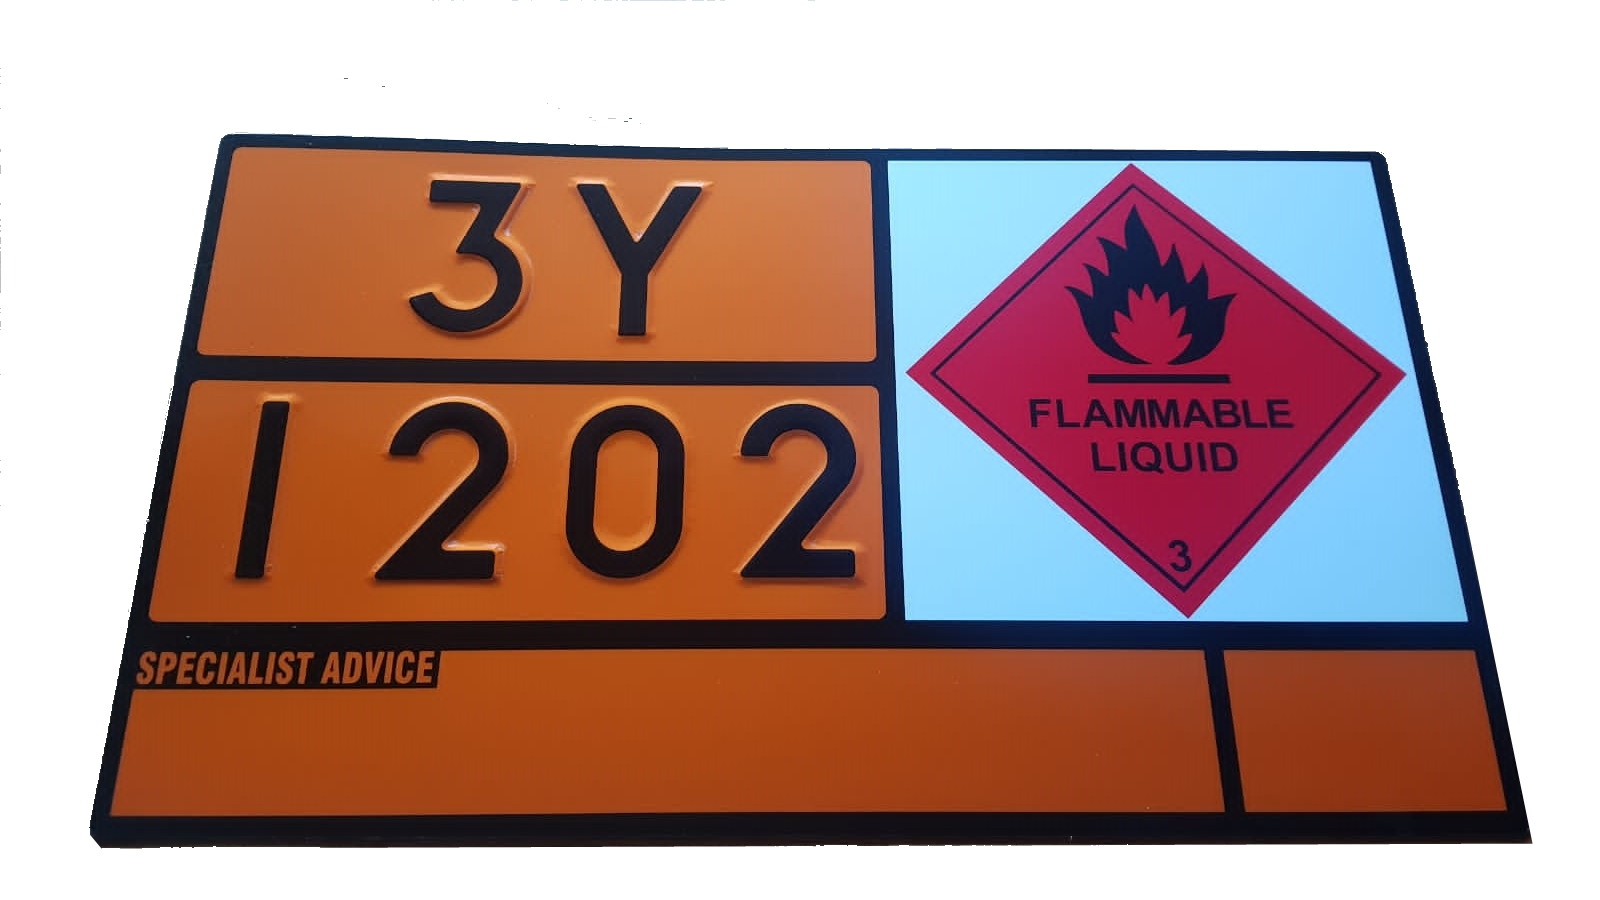 3Y
1202
FLAMMABLE
LIQUID
3
SPECIALIST ADVICE